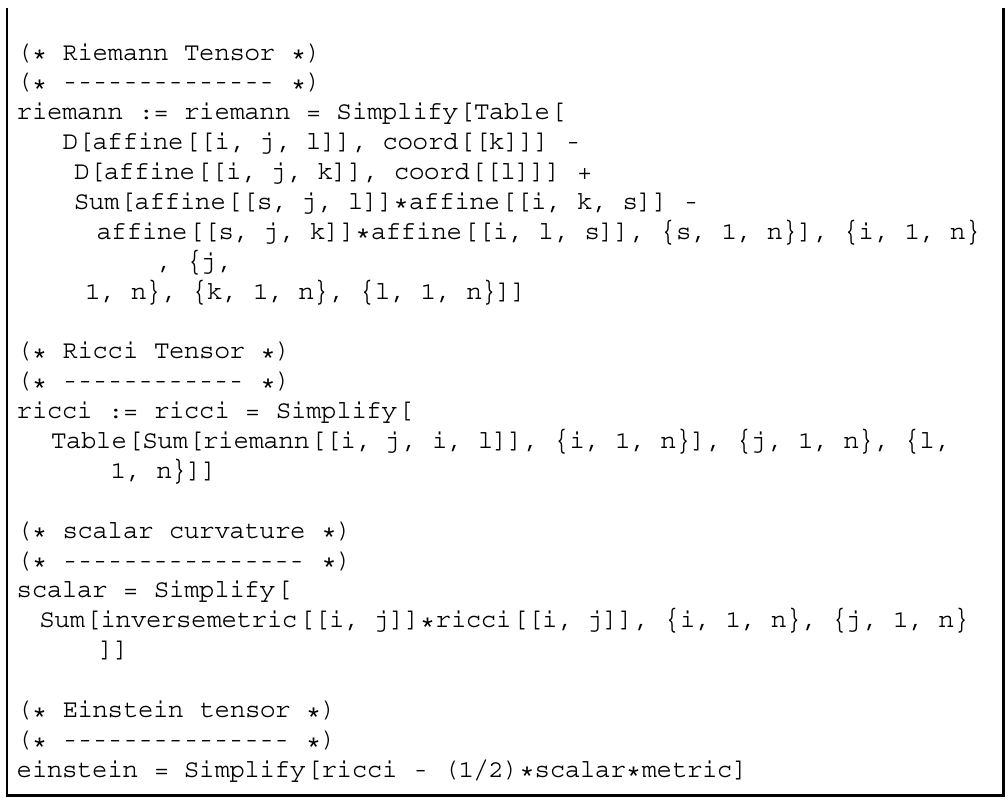 (* Riemann Tensor *)
(* -------------- *)
riemann := riemann = Simplify[Table[
D[affine[[i, j, l]], coord[[k]]] -
D[affine[[i, j, k]], coord[[l]]] +
Sum[affine[[s, j, l]]*affine[[i, k, s]] -
affine[[s, j, k]]*affine[[i, l, s]], {s, 1, n}], {i, 1, n}
, {j,
1, n}, {k, 1, n}, {l, 1, n}]]
(* Ricci Tensor *)
(* ------------ *)
ricci := ricci = Simplify[
Table[Sum[riemann[[i, j, i, l]], {i, 1, n}], {j, 1, n}, {l,
1, n}]]
(* scalar curvature *)
(* ---------------- *)
scalar = Simplify[
Sum[inversemetric[[i, j]]*ricci[[i, j]], {i, 1, n}, {j, 1, n}
]]
(* Einstein tensor *)
(* --------------- *)
einstein = Simplify[ricci - (1/2)*scalar*metric]